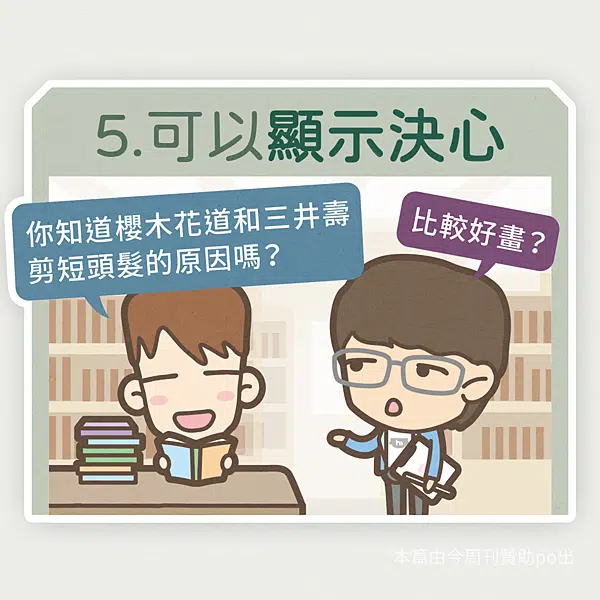 5.可以顯示決心
你知道櫻木花道和三井壽
剪短頭髮的原因嗎？
比較好畫？
本篇由今周刊贊助po出